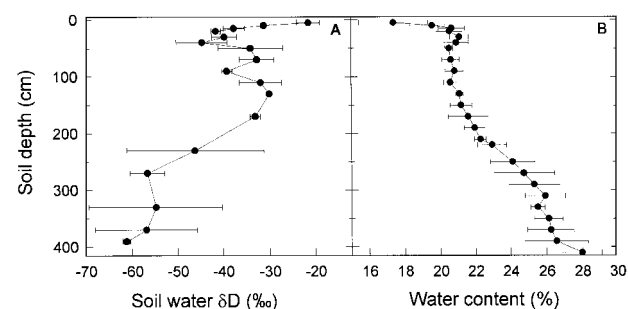 A
B
0
100
200
300
400
Soil depth (cm)
-70 -60 -50 -40 -30 -20
16 18 20 22 24 26 28 30
Soil water δD (‰)
Water content (%)